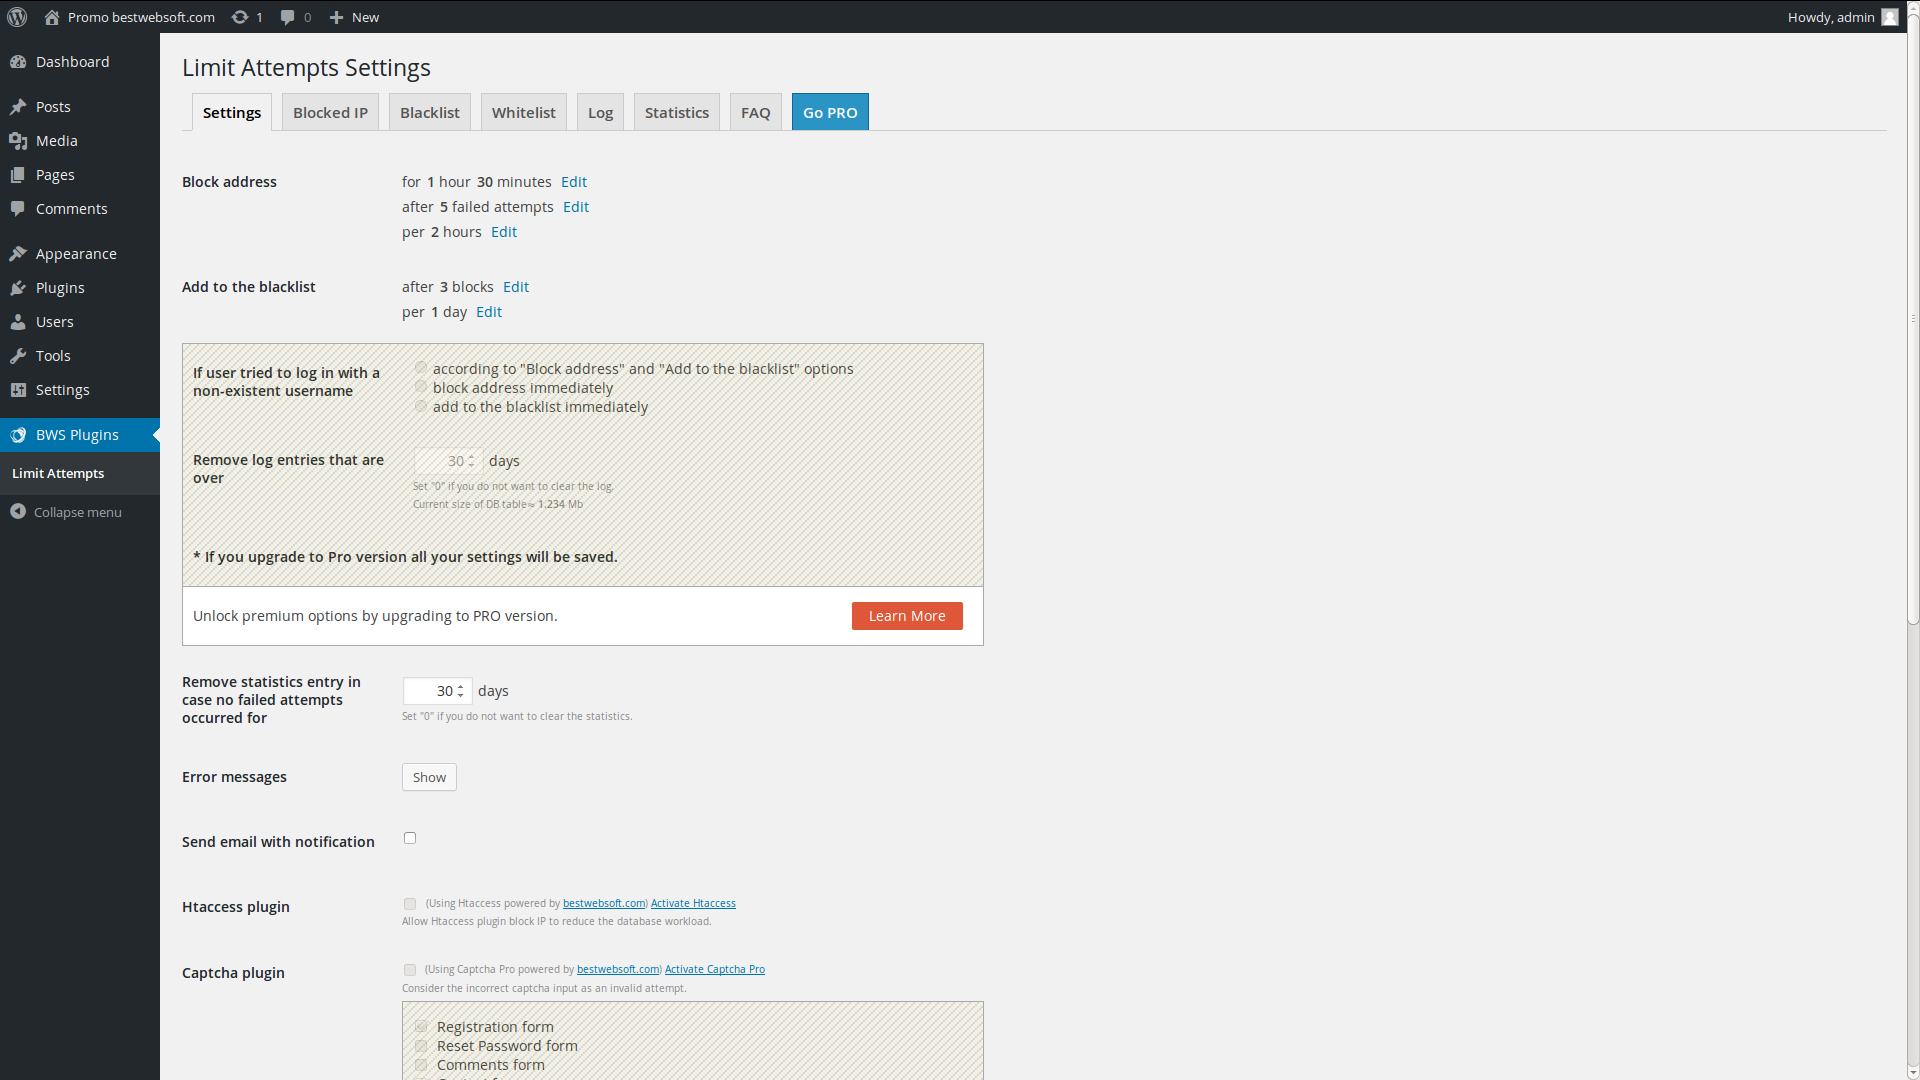 Promo bestwebsoft.com 1 0 New Howdy, admin
Dashboard
Posts
Media
Pages
Comments
Appearance
Plugins
Users
Tools
Settings
BWS Plugins
Limit Attempts
Collapse menu
Limit Attempts Settings
Settings Blocked IP Blacklist Whitelist Log Statistics FAQ Go PRO
Block address for 1 hour 30 minutes Edit
after 5 failed attempts Edit
per 2 hours Edit
Add to the blacklist after 3 blocks Edit
per 1 day Edit
If user tried to log in with a
non-existent username
according to "Block address" and "Add to the blacklist" options
block address immediately
add to the blacklist immediately
Remove log entries that are
over
30 days
Set "0" if you do not want to clear the log.
Current size of DB table≈ 1.234 Mb
* If you upgrade to Pro version all your settings will be saved.
Unlock premium options by upgrading to PRO version. Learn More
Remove statistics entry in
case no failed attempts
occurred for
30 days
Set "0" if you do not want to clear the statistics.
Error messages Show
Send email with notification
Htaccess plugin (Using Htaccess powered by bestwebsoft.com) Activate Htaccess
Allow Htaccess plugin block IP to reduce the database workload.
Captcha plugin (Using Captcha Pro powered by bestwebsoft.com) Activate Captcha Pro
Consider the incorrect captcha input as an invalid attempt.
Registration form
Reset Password form
Comments form